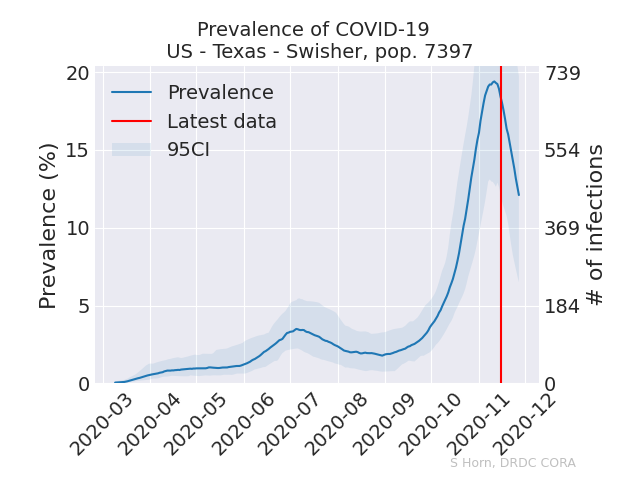 Prevalence of COVID-19
US - Texas - Swisher, pop. 7397
Prevalence
Latest data
95CI
Prevalence (%)
20
15
10
5
0
739
554
369
184
0
# of infections
2020-03
2020-04
2020-05
2020-06
2020-07
2020-08
2020-09
2020-10
2020-11
2020-12
S Horn, DRDC CORA